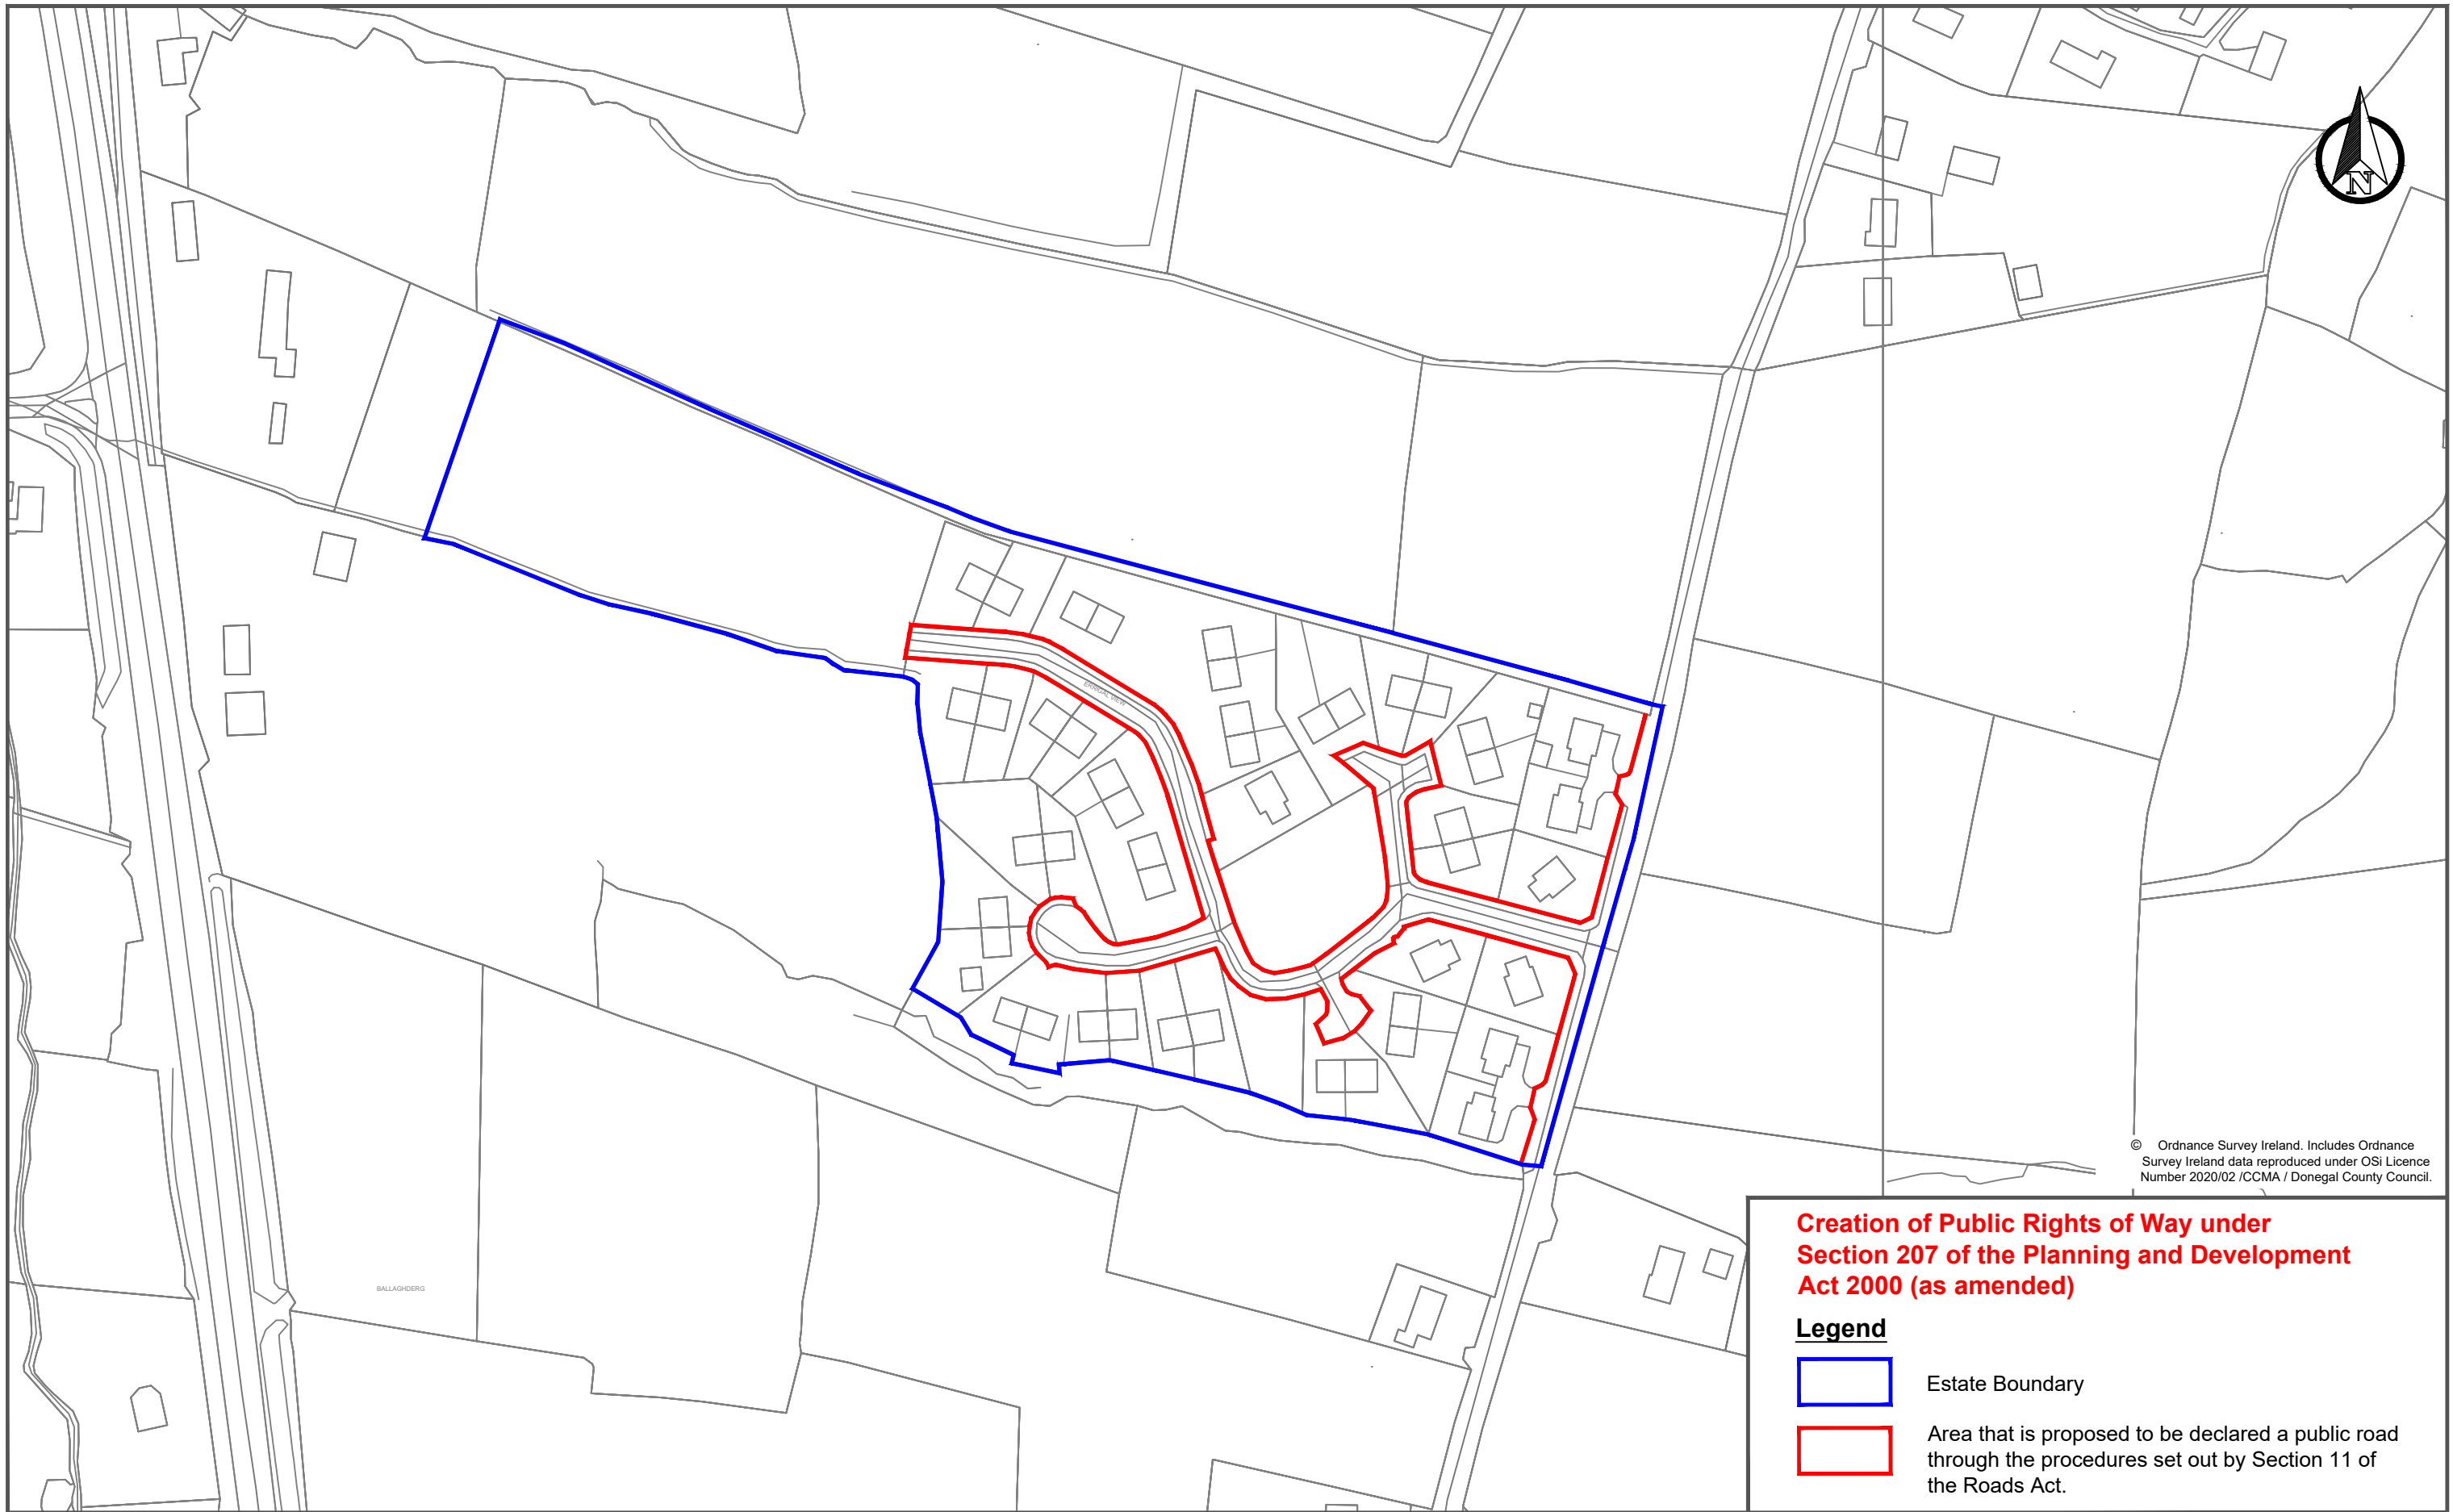 N
ERRIGAL VIEW
BALLAGHDERG
© Ordnance Survey Ireland. Includes Ordnance
Survey Ireland data reproduced under OSi Licence
Number 2020/02 /CCMA / Donegal County Council.
Creation of Public Rights of Way under
Section 207 of the Planning and Development
Act 2000 (as amended)
Legend
Estate Boundary
Area that is proposed to be declared a public road
through the procedures set out by Section 11 of
the Roads Act.